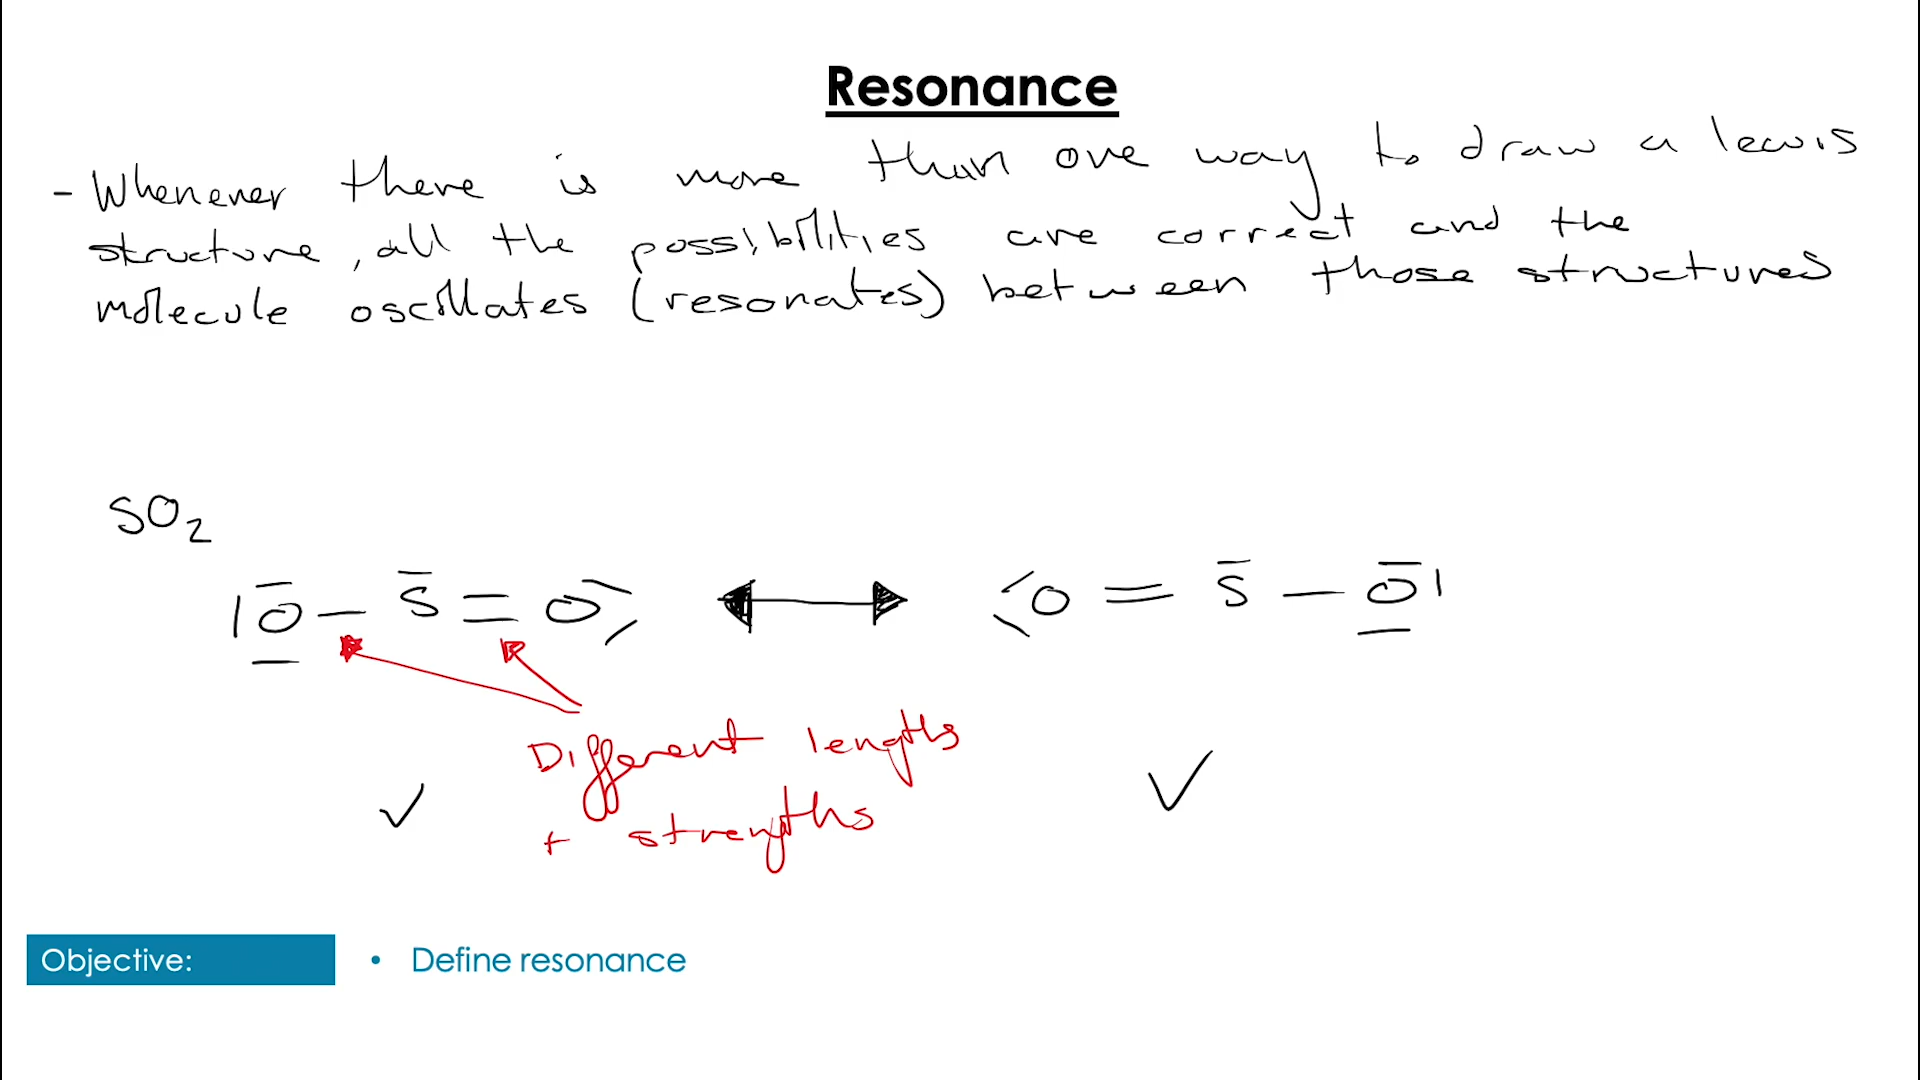 Resonance
- Whenever there is more than one way to draw a lewis
structure, all the possibilities are correct and the
molecule oscillates (resonates) between those structures
SO₂
|O̅ - S̅ = O〉 ⟷ 〈O = S̅ - O̅|
Different lengths
+ strengths
Objective: • Define resonance